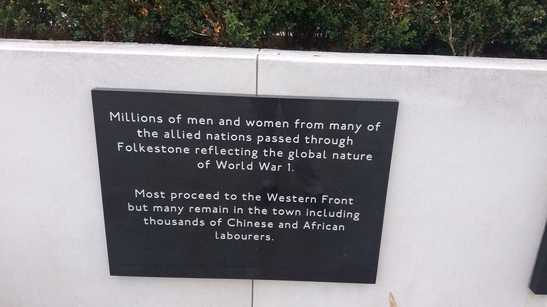 Millions of men and women from many of
the allied nations passed through
Folkestone reflecting the global nature
of World War 1.
Most proceed to the Western Front
but many remain in the town including
thousands of Chinese and African
labourers.